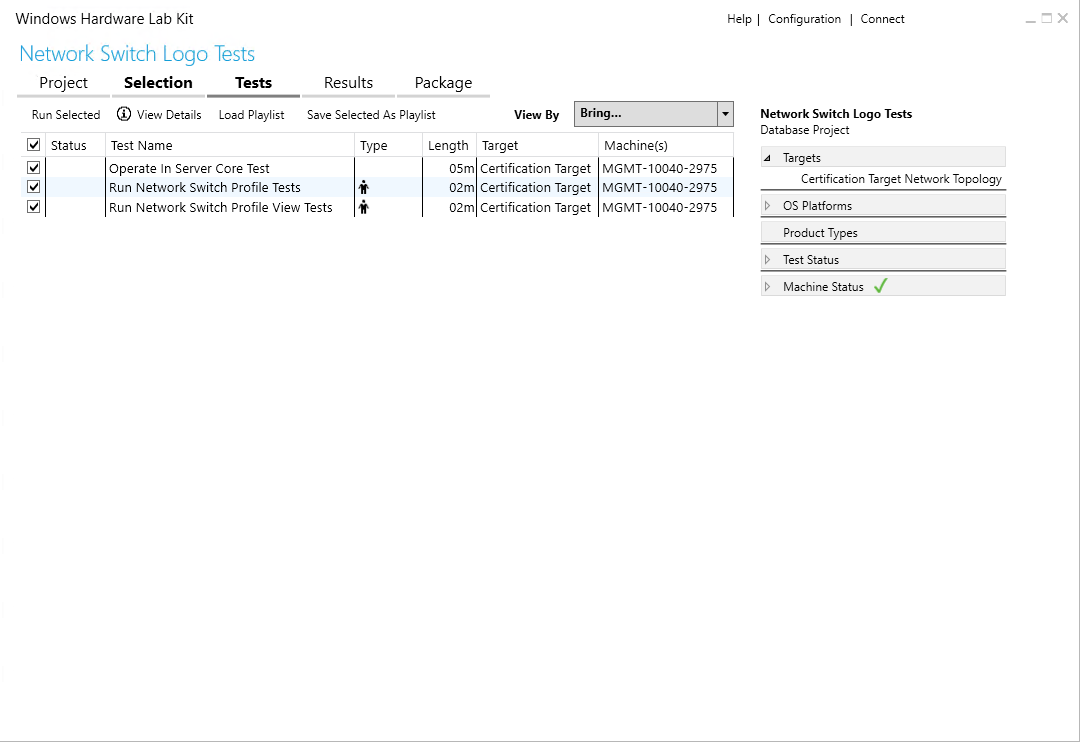 Windows Hardware Lab Kit
Help | Configuration | Connect
Network Switch Logo Tests
Project Selection Tests Results Package
Run Selected View Details Load Playlist Save Selected As Playlist View By Bring...
Status Test Name Type Length Target Machine(s)
Operate In Server Core Test 05m Certification Target MGMT-10040-2975
Run Network Switch Profile Tests 02m Certification Target MGMT-10040-2975
Run Network Switch Profile View Tests 02m Certification Target MGMT-10040-2975
Network Switch Logo Tests
Database Project
Targets
Certification Target Network Topology
OS Platforms
Product Types
Test Status
Machine Status